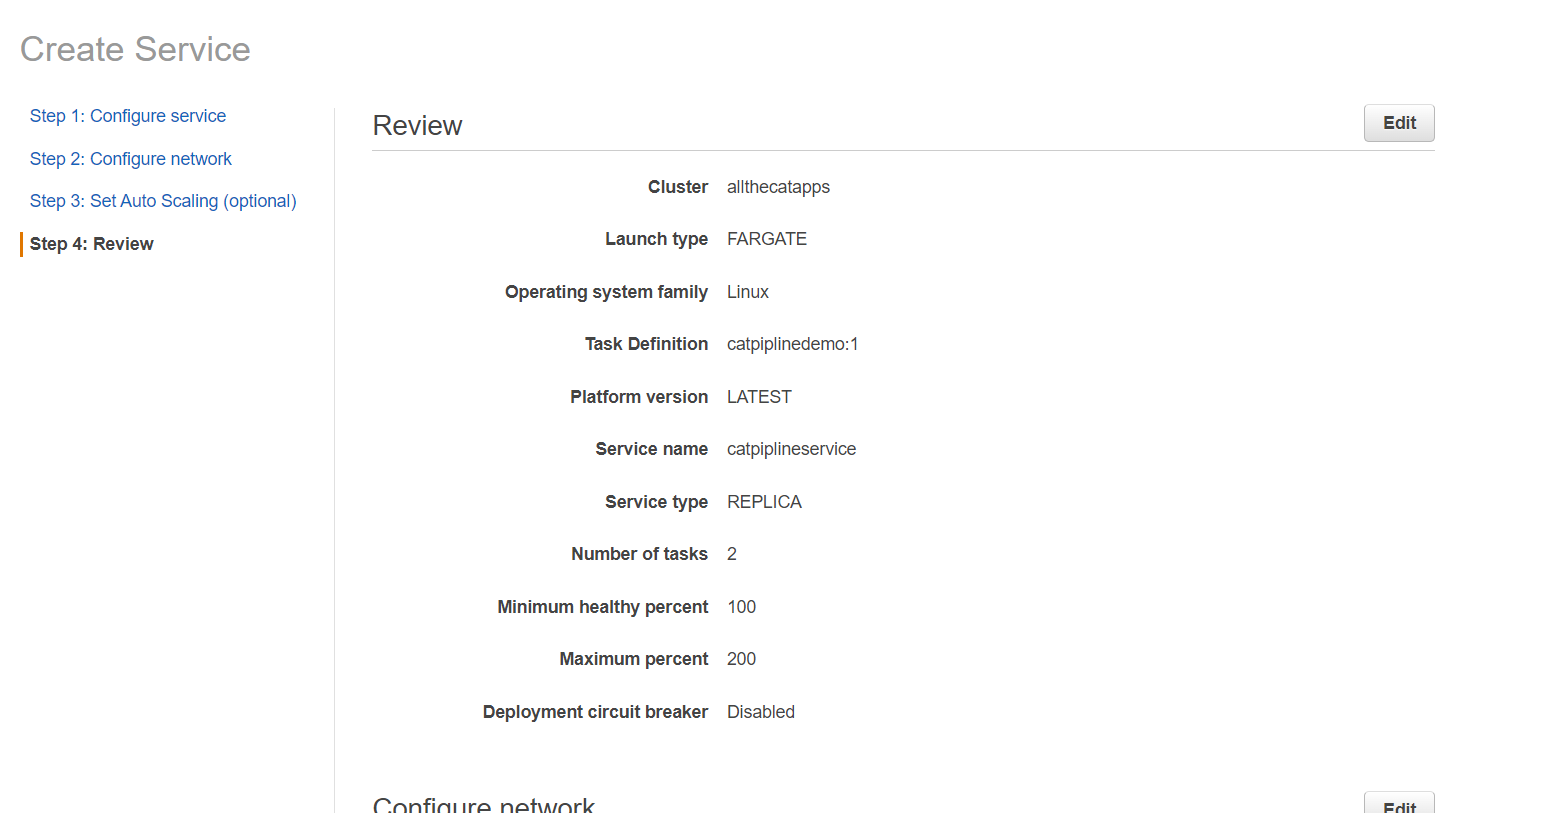 Create Service
Step 1: Configure service
Step 2: Configure network
Step 3: Set Auto Scaling (optional)
Step 4: Review
Review
Edit
Cluster allthecatapps
Launch type FARGATE
Operating system family Linux
Task Definition catpiplinedemo:1
Platform version LATEST
Service name catpiplineservice
Service type REPLICA
Number of tasks 2
Minimum healthy percent 100
Maximum percent 200
Deployment circuit breaker Disabled
Configure network
Edit